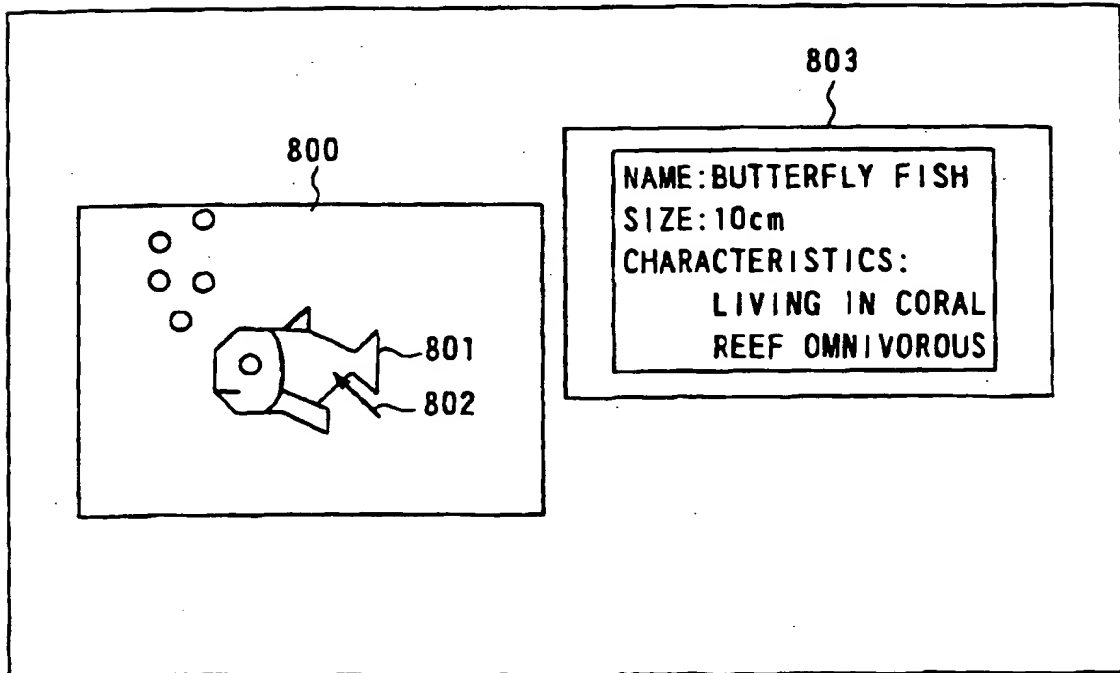 803
800
NAME:BUTTERFLY FISH
SIZE:10cm
CHARACTERISTICS:
LIVING IN CORAL
REEF OMNIVOROUS
801
802